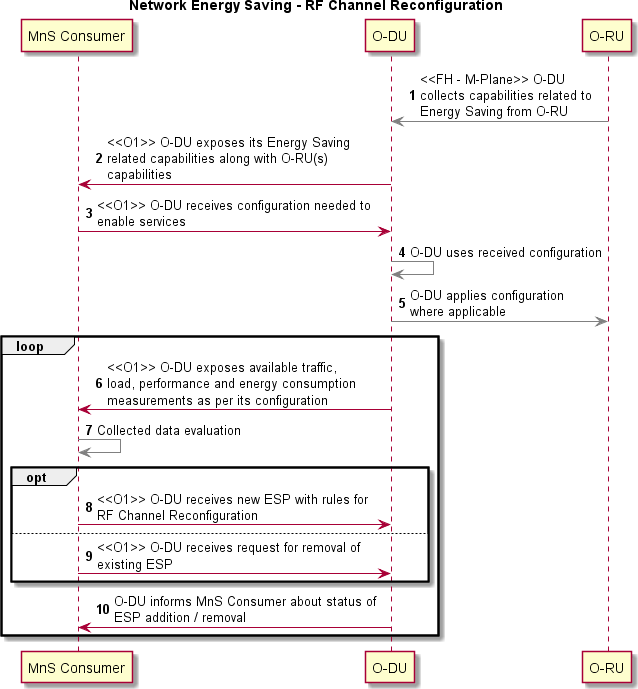 Network Energy Saving - RF Channel Reconfiguration
MnS Consumer
O-DU
O-RU
<<FH - M-Plane>> O-DU
1 collects capabilities related to
Energy Saving from O-RU
<<O1>> O-DU exposes its Energy Saving
2 related capabilities along with O-RU(s)
capabilities
<<O1>> O-DU receives configuration needed to
3 enable services
4 O-DU uses received configuration
O-DU applies configuration
5 where applicable
loop
<<O1>> O-DU exposes available traffic,
6 load, performance and energy consumption
measurements as per its configuration
7 Collected data evaluation
opt
<<O1>> O-DU receives new ESP with rules for
8 RF Channel Reconfiguration
<<O1>> O-DU receives request for removal of
9 existing ESP
O-DU informs MnS Consumer about status of
10 ESP addition / removal
MnS Consumer
O-DU
O-RU